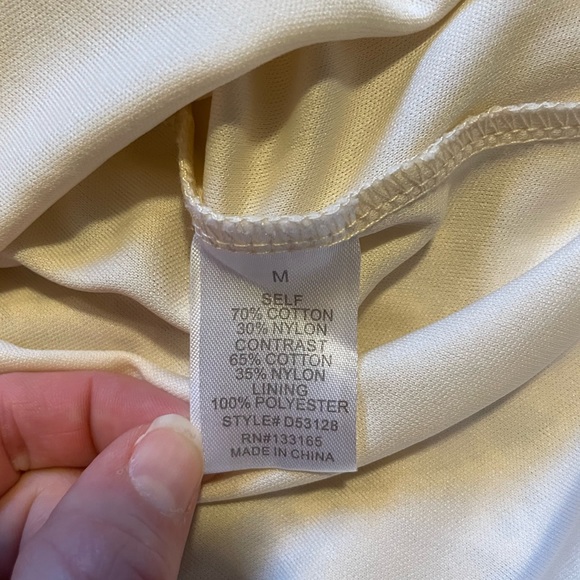 M
SELF
70% COTTON
30% NYLON
CONTRAST
65% COTTON
35% NYLON
LINING
100% POLYESTER
STYLE# D53128
RN#133165
MADE IN CHINA